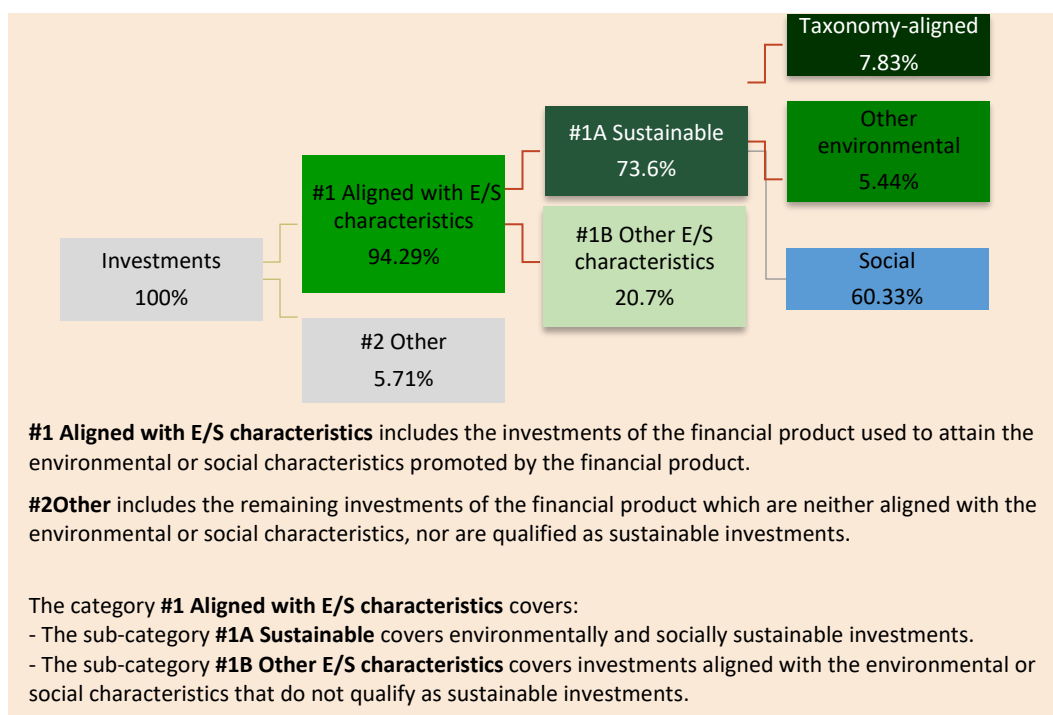 Taxonomy-aligned
7.83%
#1A Sustainable
73.6%
Other
environmental
5.44%
#1 Aligned with E/S
characteristics
94.29%
#1B Other E/S
characteristics
20.7%
Investments
100%
Social
60.33%
#2 Other
5.71%
#1 Aligned with E/S characteristics includes the investments of the financial product used to attain the
environmental or social characteristics promoted by the financial product.
#2Other includes the remaining investments of the financial product which are neither aligned with the
environmental or social characteristics, nor are qualified as sustainable investments.
The category #1 Aligned with E/S characteristics covers:
- The sub-category #1A Sustainable covers environmentally and socially sustainable investments.
- The sub-category #1B Other E/S characteristics covers investments aligned with the environmental or
social characteristics that do not qualify as sustainable investments.